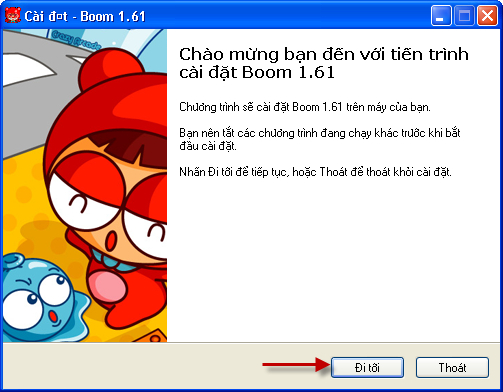 Cài đ¤t - Boom 1.61
Crazy Arcade
Chào mừng bạn đến với tiến trình
cài đặt Boom 1.61
Chương trình sẽ cài đặt Boom 1.61 trên máy của bạn.
Bạn nên tắt các chương trình đang chạy khác trước khi bắt
đầu cài đặt.
Nhấn Đi tới để tiếp tục, hoặc Thoát để thoát khỏi cài đặt.
Đi tới
Thoát